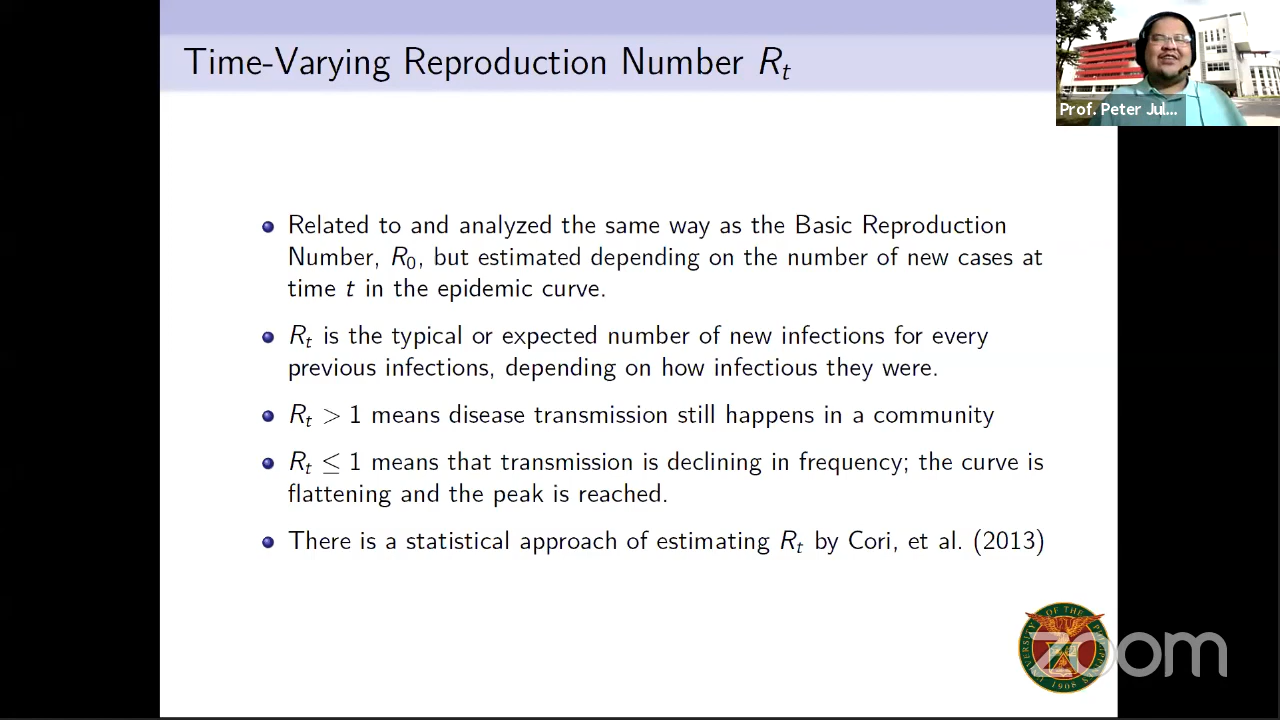 Time-Varying Reproduction Number Rt
Prof. Peter Jul...
Related to and analyzed the same way as the Basic Reproduction
Number, R0, but estimated depending on the number of new cases at
time t in the epidemic curve.
Rt is the typical or expected number of new infections for every
previous infections, depending on how infectious they were.
Rt > 1 means disease transmission still happens in a community
Rt ≤ 1 means that transmission is declining in frequency; the curve is
flattening and the peak is reached.
There is a statistical approach of estimating Rt by Cori, et al. (2013)
UNIVERSITY OF THE PHILIPPINES
1908
zoom